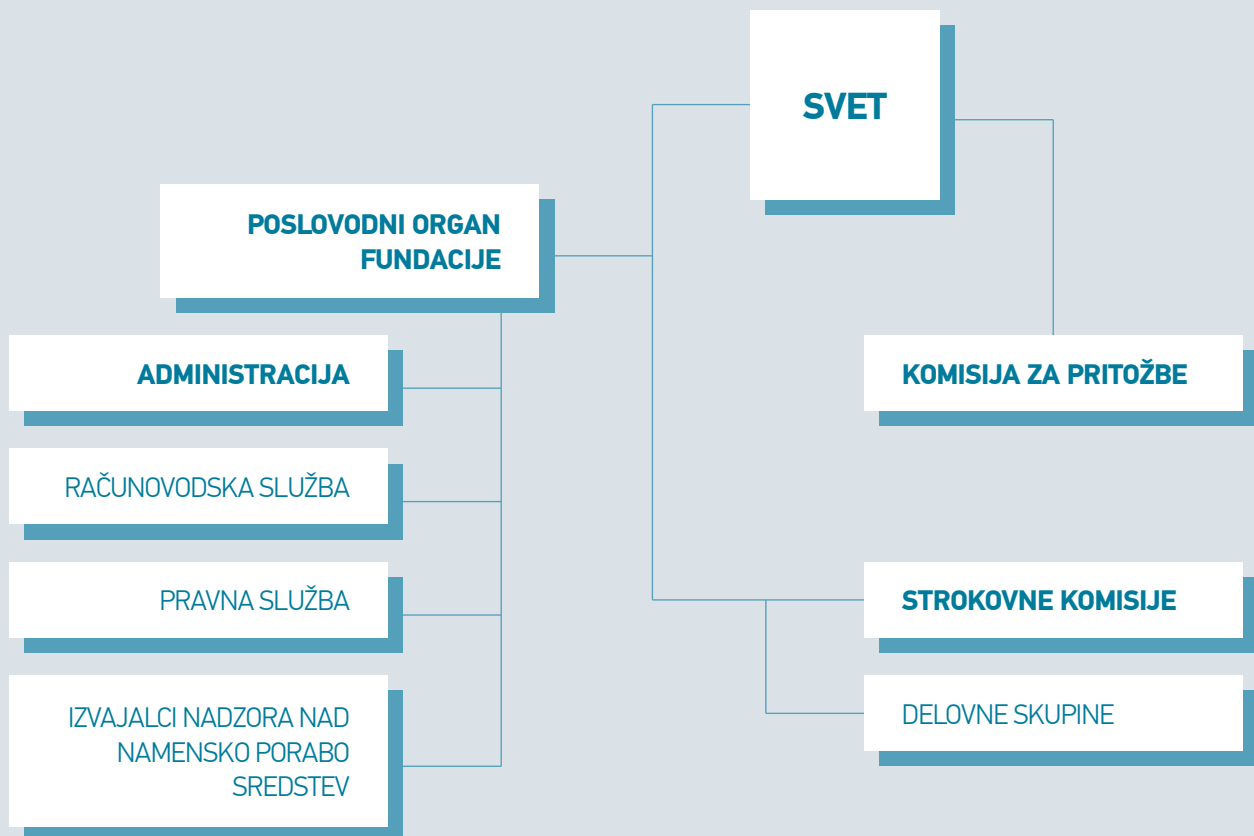 SVET
POSLOVODNI ORGAN
FUNDACIJE
ADMINISTRACIJA
RAČUNOVODSKA SLUŽBA
PRAVNA SLUŽBA
IZVAJALCI NADZORA NAD
NAMENSKO PORABO
SREDSTEV
KOMISIJA ZA PRITOŽBE
STROKOVNE KOMISIJE
DELOVNE SKUPINE